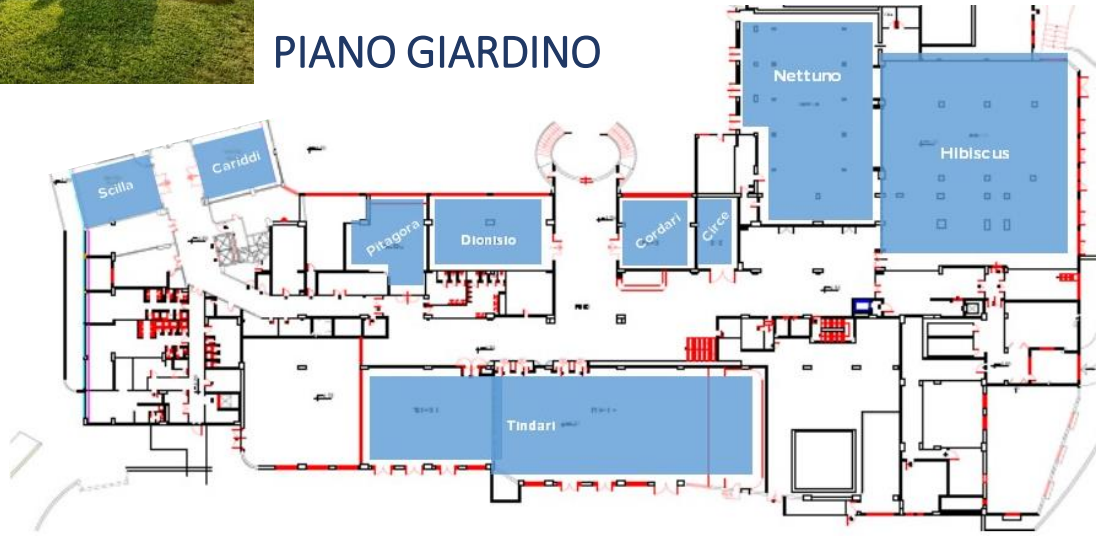 PIANO GIARDINO
Nettuno
Hibiscus
Cariddi
Scilla
Pitagora
Dionisio
Cordari
Circe
Tindari